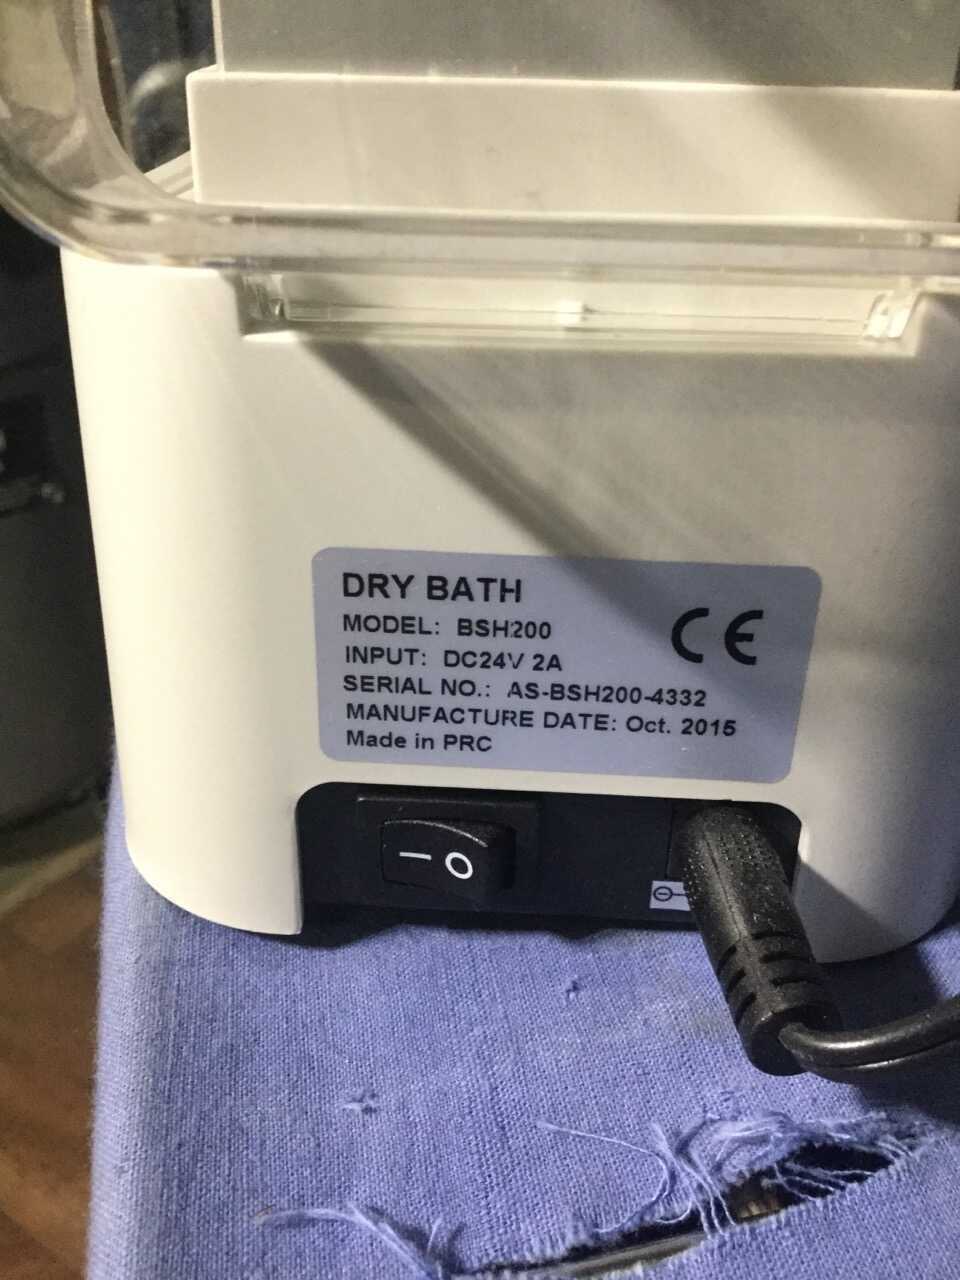 DRY BATH
MODEL: BSH200
INPUT: DC24V 2A
SERIAL NO.: AS-BSH200-4332
MANUFACTURE DATE: Oct. 2015
Made in PRC
CE